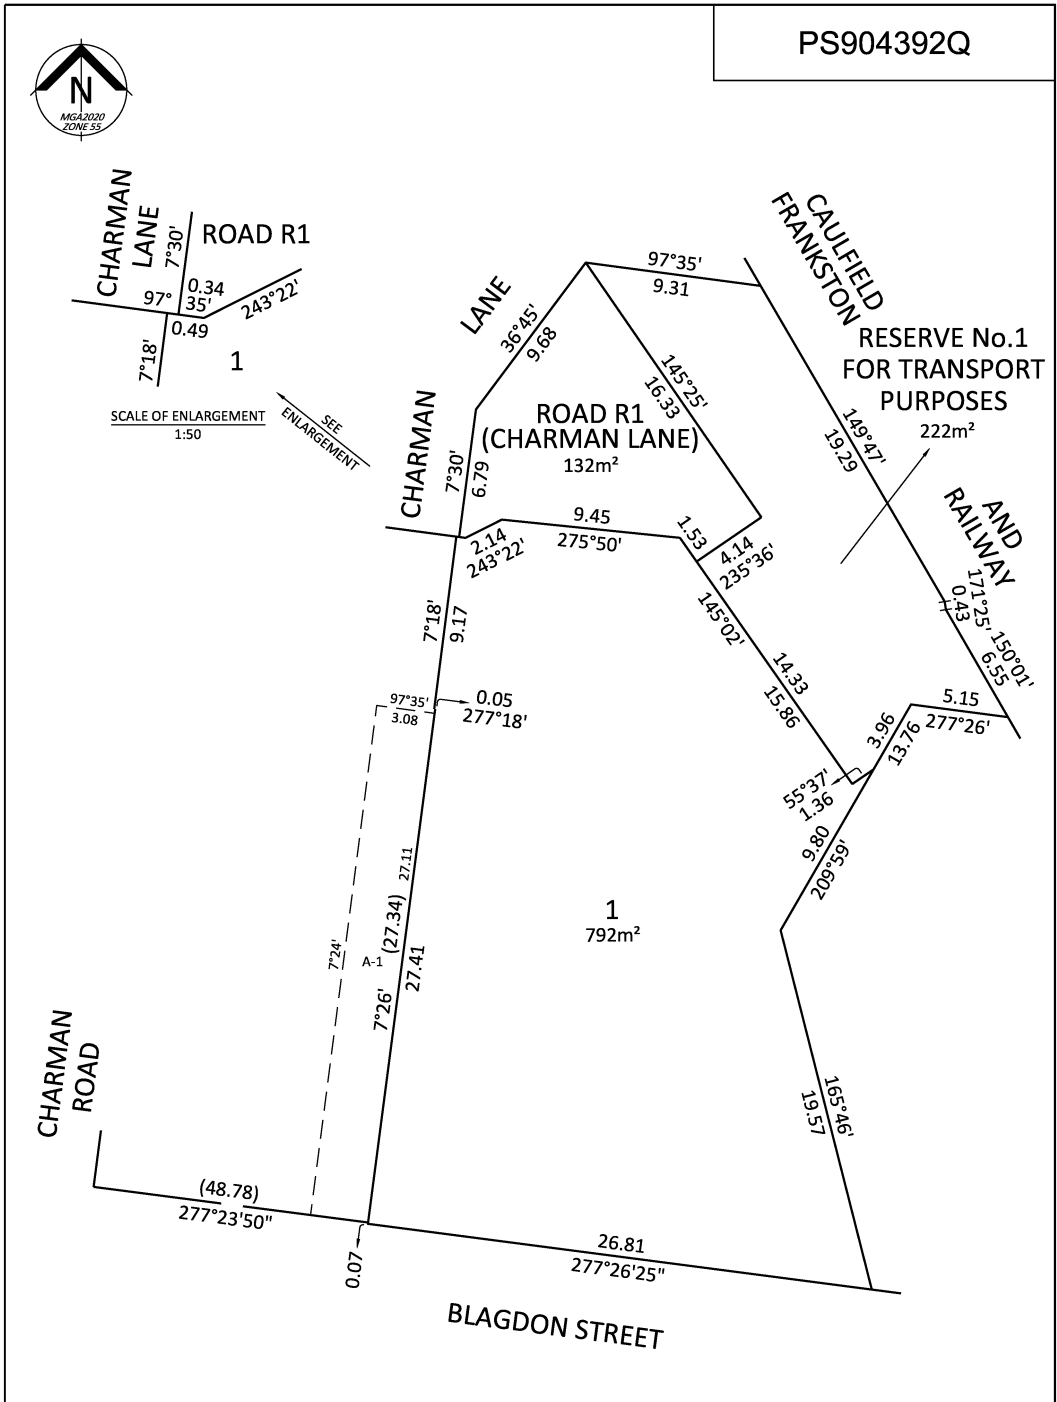 PS904392Q
N
MGA2020
ZONE 55
CHARMAN
LANE
7°30'
ROAD R1
97°
0.34
35'
243°22'
0.49
7°18'
1
SCALE OF ENLARGEMENT
1:50
SEE
ENLARGEMENT
CAULFIELD
FRANKSTON
97°35'
9.31
LANE
36°45'
9.68
RESERVE No.1
FOR TRANSPORT
PURPOSES
222m²
145°25'
16.33
CHARMAN
ROAD R1
(CHARMAN LANE)
132m²
149°47'
19.29
7°30'
6.79
AND
RAILWAY
9.45
275°50'
1.53
2.14
243°22'
4.14
235°36'
171°25'
0.43
7°18'
9.17
145°02'
150°01'
6.55
14.33
15.86
97°35'
3.08
0.05
277°18'
5.15
277°26'
3.96
13.76
55°37'
1.36
9.80
209°59'
27.11
(27.34)
27.41
7°24'
A-1
7°26'
1
792m²
CHARMAN
ROAD
165°46'
19.57
(48.78)
277°23'50"
0.07
26.81
277°26'25"
BLAGDON STREET